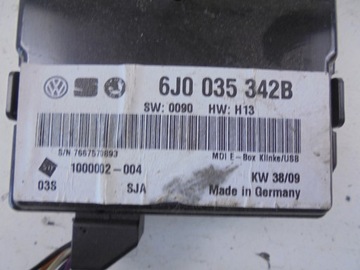 6J0 035 342B
SW: 0090 HW: H13
S/N 7667573893
MDI E-Box Klinke/USB
1000002-004
KW 38/09
03S SJA Made in Germany